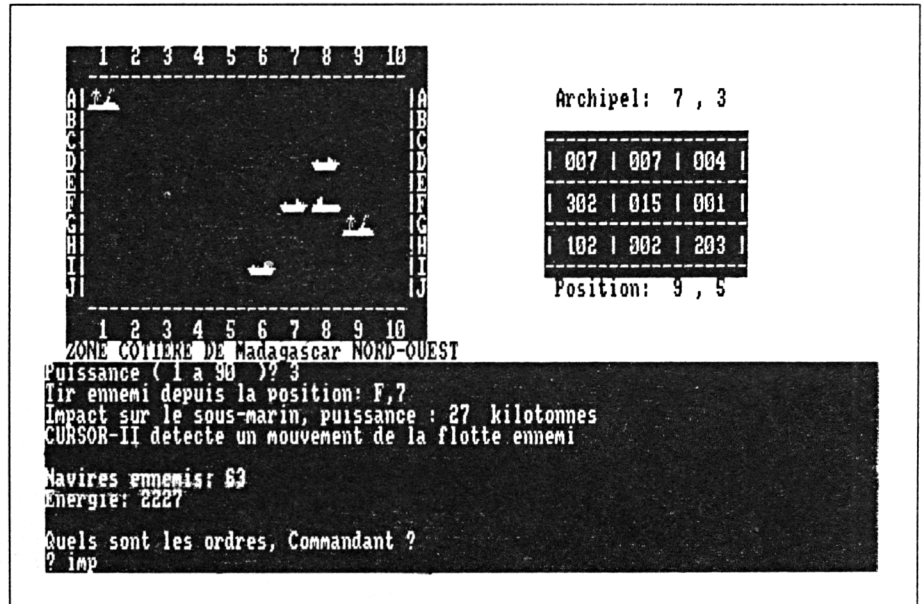 1 2 3 4 5 6 7 8 9 10
A A
B B
C C
D D
E E
F F
G G
H H
I I
J J
1 2 3 4 5 6 7 8 9 10
ZONE COTIERE DE Madagascar NORD-OUEST
Archipel: 7 , 3
| 007 | 007 | 004 |
| 302 | 015 | 001 |
| 102 | 002 | 203 |
Position: 9 , 5
Puissance ( 1 a 90 )? 3
Tir ennemi depuis la position: F,7
Impact sur le sous-marin, puissance : 27 kilotonnes
CURSOR-II detecte un mouvement de la flotte ennemi
Navires ennemis: 63
Energie: 2227
Quels sont les ordres, Commandant ?
? imp